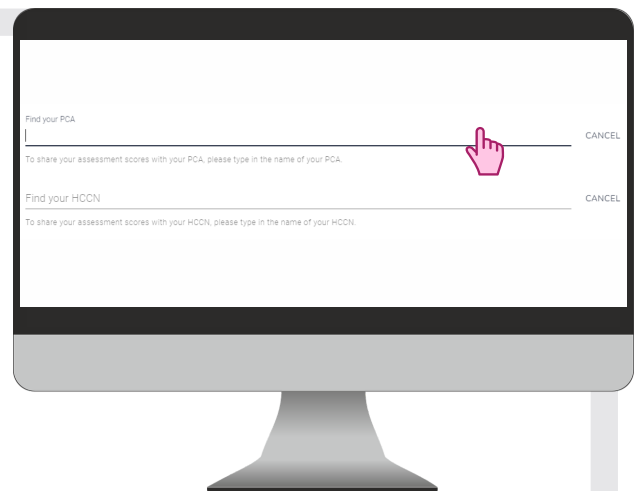 Find your PCA
CANCEL
To share your assessment scores with your PCA, please type in the name of your PCA.
Find your HCCN
CANCEL
To share your assessment scores with your HCCN, please type in the name of your HCCN.